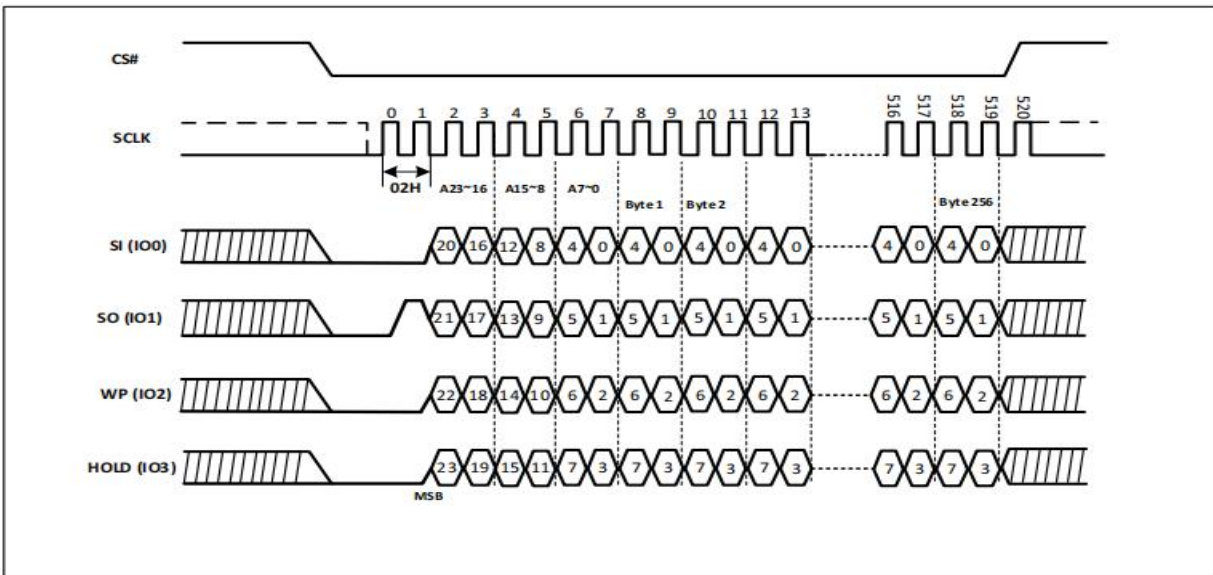 CS#
0 1 2 3 4 5 6 7 8 9 10 11 12 13 516 517 518 519 520
SCLK
02H A23~16 A15~8 A7~0
Byte 1 Byte 2 Byte 256
SI (IO0) 20 16 12 8 4 0 4 0 4 0 4 0 4 0 4 0
SO (IO1) 21 17 13 9 5 1 5 1 5 1 5 1 5 1 5 1
WP (IO2) 22 18 14 10 6 2 6 2 6 2 6 2 6 2 6 2
HOLD (IO3) 23 19 15 11 7 3 7 3 7 3 7 3 7 3 7 3
MSB